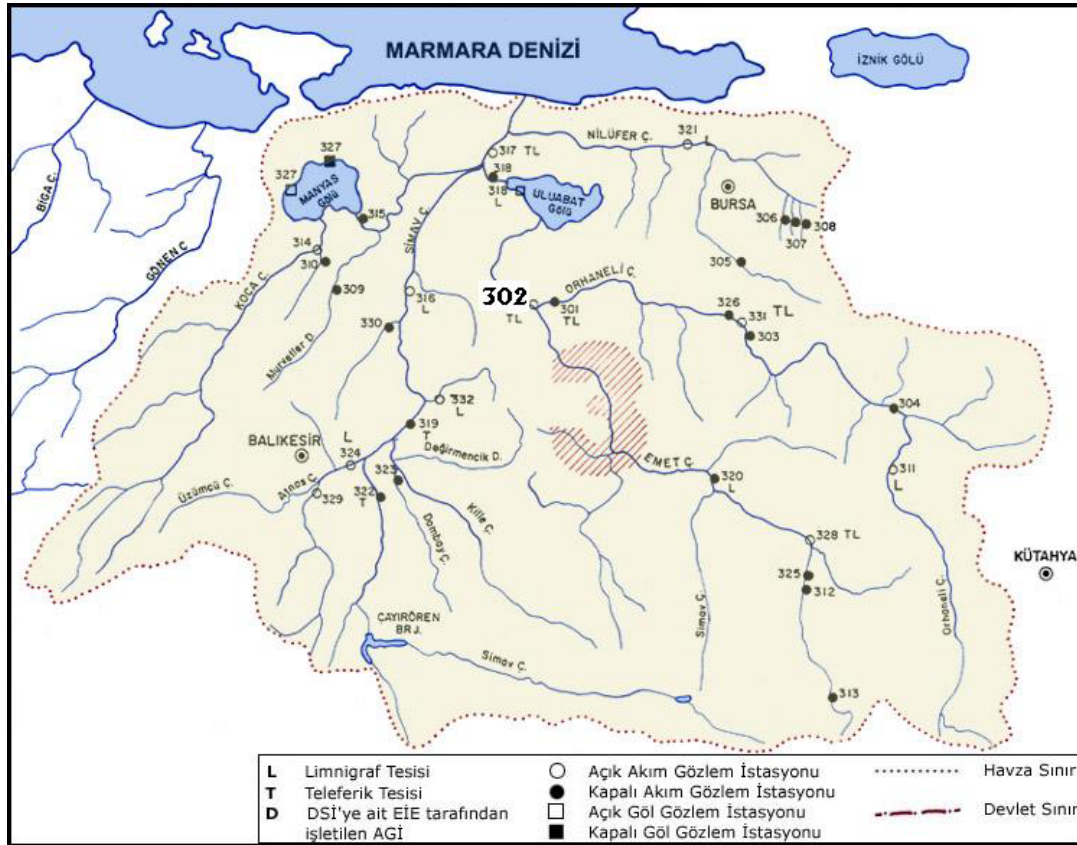 MARMARA DENİZİ
İZNİK GÖLÜ
NİLÜFER Ç.
321 L
317 TL
318
318
L
327
327
MANYAS
Gölü
ULUABAT
Gölü
BURSA
306
307
308
305
315
314
310
309
BİGA Ç.
GÖNEN Ç
KOCA Ç.
SİMAV Ç.
316
L
330
302
TL
301
TL
ORHANELİ Ç.
326
331 TL
303
304
332
L
319
T
Değirmencik D.
BALIKESİR
L
324
Atnos Ç.
329
Üzümcü Ç.
322
T
323
Dombay Ç.
Kille Ç.
3
EMET Ç.
320
L
311
L
328 TL
325
312
313
KÜTAHYA
Orhaneli Ç.
Simav Ç.
ÇAYIRÖREN
BRJ.
Simav Ç.
L Limnigraf Tesisi
T Teleferik Tesisi
D DSİ'ye ait EİE tarafından
işletilen AGİ
Açık Akım Gözlem İstasyonu
Kapalı Akım Gözlem İstasyonu
Açık Göl Gözlem İstasyonu
Kapalı Göl Gözlem İstasyonu
Havza Sınır
Devlet Sınır